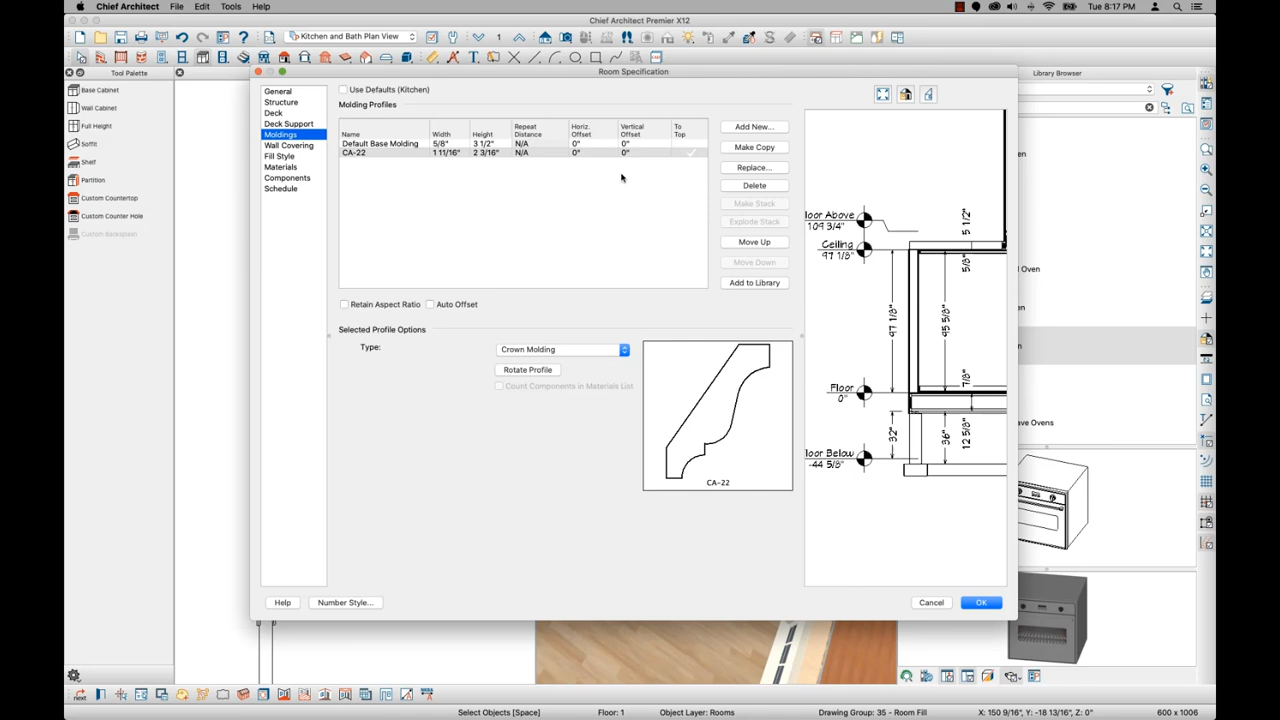 Chief Architect File Edit Tools Help
Tue 8:17 PM
Chief Architect Premier X12
Kitchen and Bath Plan View
1
Tool Palette
Base Cabinet
Wall Cabinet
Full Height
Soffit
Shelf
Partition
Custom Countertop
Custom Counter Hole
Custom Backsplash
Room Specification
General
Structure
Deck
Deck Support
Moldings
Wall Covering
Fill Style
Materials
Components
Schedule
Use Defaults (Kitchen)
Molding Profiles
Name Width Height Repeat Distance Horiz. Offset Vertical Offset To Top
Default Base Molding 5/8" 3 1/2" N/A 0" 0"
CA-22 1 11/16" 2 3/16" N/A 0" 0"
Add New...
Make Copy
Replace...
Delete
Make Stack
Explode Stack
Move Up
Move Down
Add to Library
Retain Aspect Ratio Auto Offset
Selected Profile Options
Type: Crown Molding
Rotate Profile
Count Components in Materials List
CA-22
loor Above
109 3/4"
Ceiling
97 1/8"
5 1/2"
5/8"
97 1/8"
95 5/8"
7/8"
Floor
0"
32"
36"
12 5/8"
loor Below
-44 5/8"
Help Number Style... Cancel OK
Library Browser
d Oven
ave Ovens
next
Select Objects [Space] Floor: 1 Object Layer: Rooms Drawing Group: 35 - Room Fill X: 150 9/16", Y: -18 13/16", Z: 0" 600 x 1006